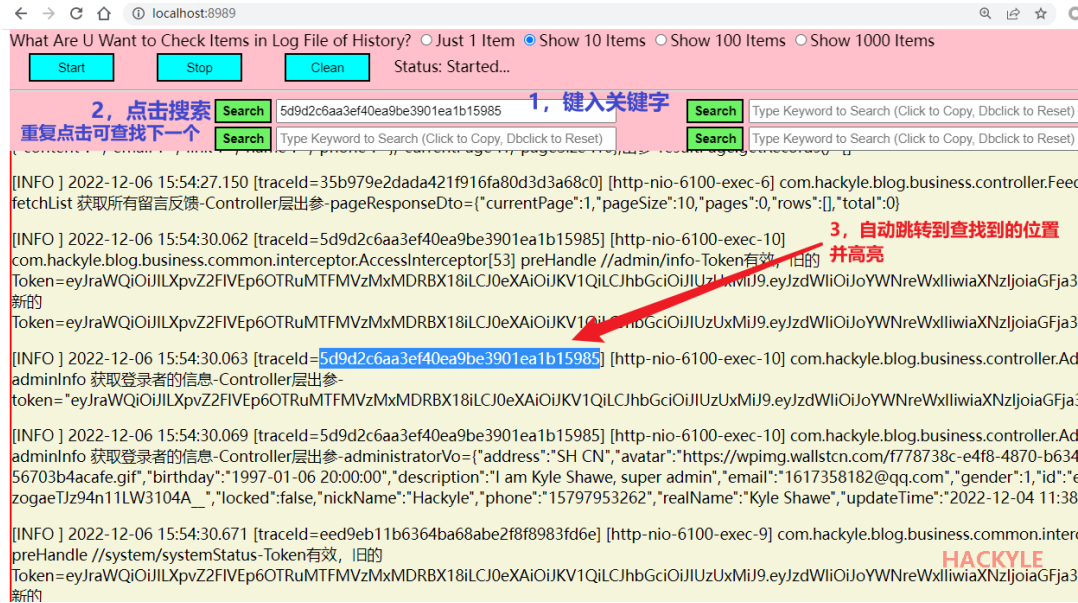 localhost:8989
What Are U Want to Check Items in Log File of History? Just 1 Item Show 10 Items Show 100 Items Show 1000 Items
Start Stop Clean Status: Started...
2，点击搜索 Search 5d9d2c6aa3ef40ea9be3901ea1b15985 1，键入关键字 Search Type Keyword to Search (Click to Copy, Dbclick to Reset)
重复点击可查找下一个 Search Type Keyword to Search (Click to Copy, Dbclick to Reset) Search Type Keyword to Search (Click to Copy, Dbclick to Reset)
[INFO ] 2022-12-06 15:54:27.150 [traceId=35b979e2dada421f916fa80d3d3a68c0] [http-nio-6100-exec-6] com.hackyle.blog.business.controller.Feed
fetchList 获取所有留言反馈-Controller层出参-pageResponseDto={"currentPage":1,"pageSize":10,"pages":0,"rows":[],"total":0}
[INFO ] 2022-12-06 15:54:30.062 [traceId=5d9d2c6aa3ef40ea9be3901ea1b15985] [http-nio-6100-exec-10]
3，自动跳转到查找到的位置
并高亮
com.hackyle.blog.business.common.interceptor.AccessInterceptor[53] preHandle //admin/info-Token有效，旧的
Token=eyJraWQiOiJILXpvZ2FlVEp6OTRuMTFMVzMxMDRBX18iLCJ0eXAiOiJKV1QiLCJhbGciOiJIUzUxMiJ9.eyJzdWIiOiJoYWNreWxlIiwiaXNzIjoiaGFja3
新的
Token=eyJraWQiOiJILXpvZ2FlVEp6OTRuMTFMVzMxMDRBX18iLCJ0eXAiOiJKV1QiLCJhbGciOiJIUzUxMiJ9.eyJzdWIiOiJoYWNreWxlIiwiaXNzIjoiaGFja3
[INFO ] 2022-12-06 15:54:30.063 [traceId=5d9d2c6aa3ef40ea9be3901ea1b15985] [http-nio-6100-exec-10] com.hackyle.blog.business.controller.Ad
adminInfo 获取登录者的信息-Controller层出参-
token="eyJraWQiOiJILXpvZ2FlVEp6OTRuMTFMVzMxMDRBX18iLCJ0eXAiOiJKV1QiLCJhbGciOiJIUzUxMiJ9.eyJzdWIiOiJoYWNreWxlIiwiaXNzIjoiaGFja
[INFO ] 2022-12-06 15:54:30.069 [traceId=5d9d2c6aa3ef40ea9be3901ea1b15985] [http-nio-6100-exec-10] com.hackyle.blog.business.controller.Ad
adminInfo 获取登录者的信息-Controller层出参-administratorVo={"address":"SH CN","avatar":"https://wpimg.wallstcn.com/f778738c-e4f8-4870-b634
56703b4acafe.gif","birthday":"1997-01-06 20:00:00","description":"I am Kyle Shawe, super admin","email":"1617358182@qq.com","gender":1,"id":"e
zogaeTJz94n11LW3104A__","locked":false,"nickName":"Hackyle","phone":"15797953262","realName":"Kyle Shawe","updateTime":"2022-12-04 11:38
[INFO ] 2022-12-06 15:54:30.671 [traceId=eed9eb11b6364ba68abe2f8f8983fd6e] [http-nio-6100-exec-9] com.hackyle.blog.business.common.interc
preHandle //system/systemStatus-Token有效，旧的
HACKYLE
Token=eyJraWQiOiJILXpvZ2FlVEp6OTRuMTFMVzMxMDRBX18iLCJ0eXAiOiJKV1QiLCJhbGciOiJIUzUxMiJ9.eyJzdWIiOiJoYWNreWxlIiwiaXNzIjoiaGFja3
新的